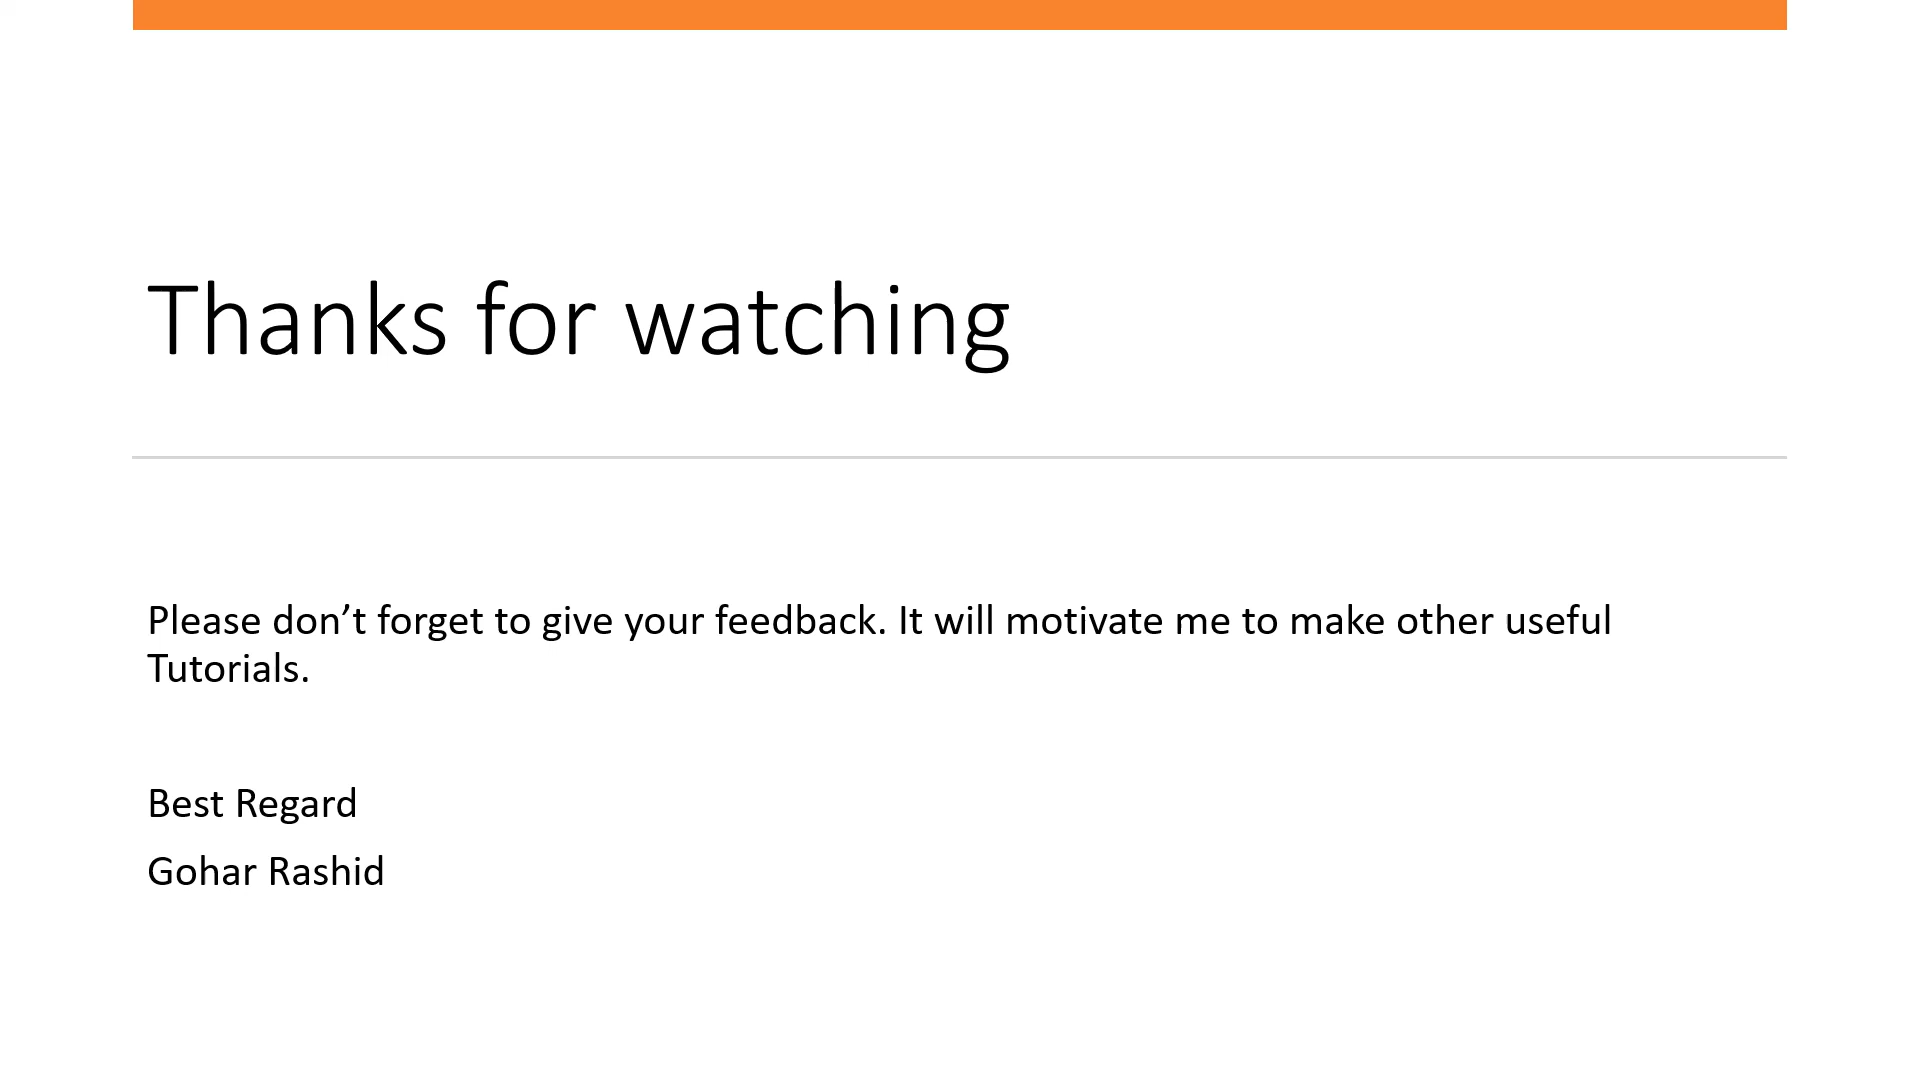 Thanks for watching
Please don’t forget to give your feedback. It will motivate me to make other useful
Tutorials.
Best Regard
Gohar Rashid